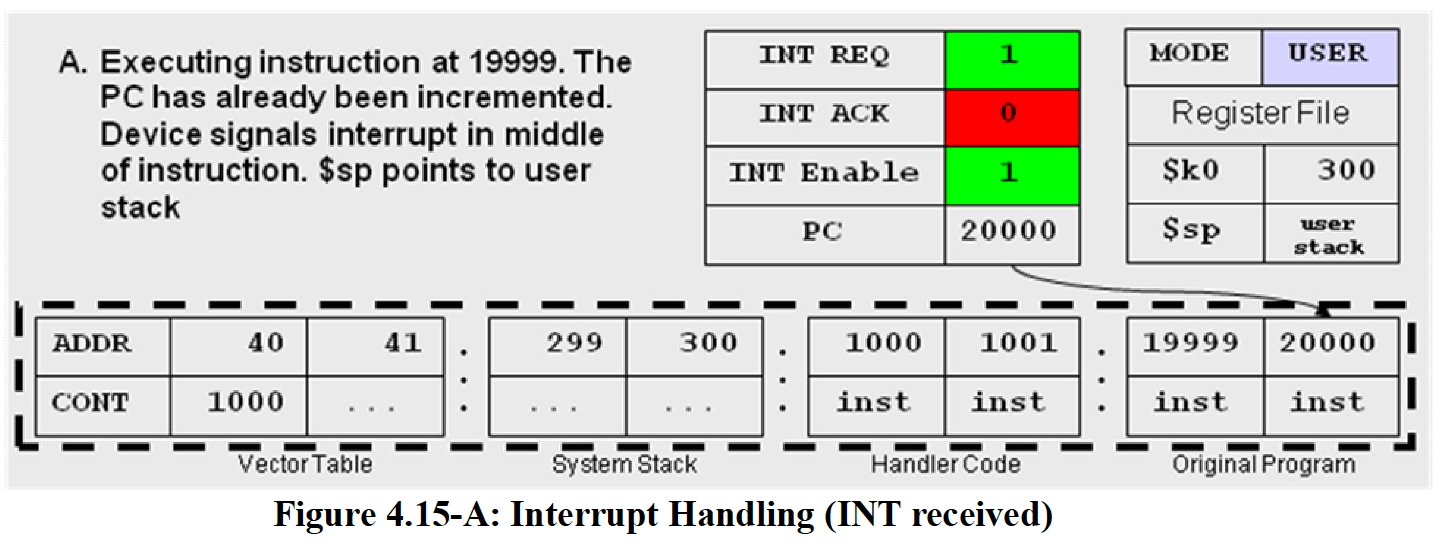 A. Executing instruction at 19999. The
PC has already been incremented.
Device signals interrupt in middle
of instruction. $sp points to user
stack
INT REQ 1
INT ACK 0
INT Enable 1
PC 20000
MODE USER
Register File
$k0 300
$sp user stack
ADDR 40 41 299 300 1000 1001 19999 20000
CONT 1000 ... ... ... inst inst inst inst
Vector Table System Stack Handler Code Original Program
Figure 4.15-A: Interrupt Handling (INT received)